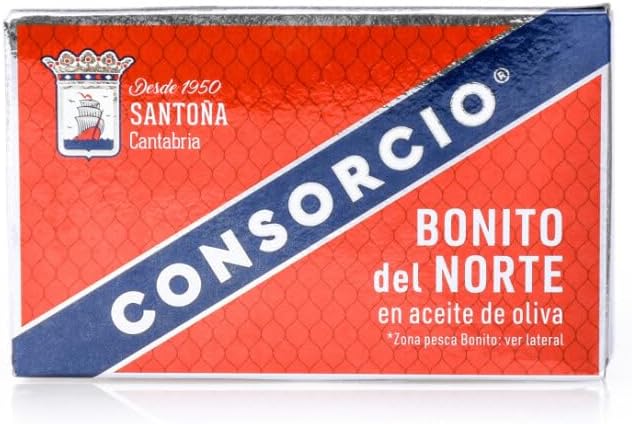 Desde 1950
SANTOÑA
Cantabria
CONSORCIO®
BONITO
del NORTE
en aceite de oliva
*Zona pesca Bonito: ver lateral